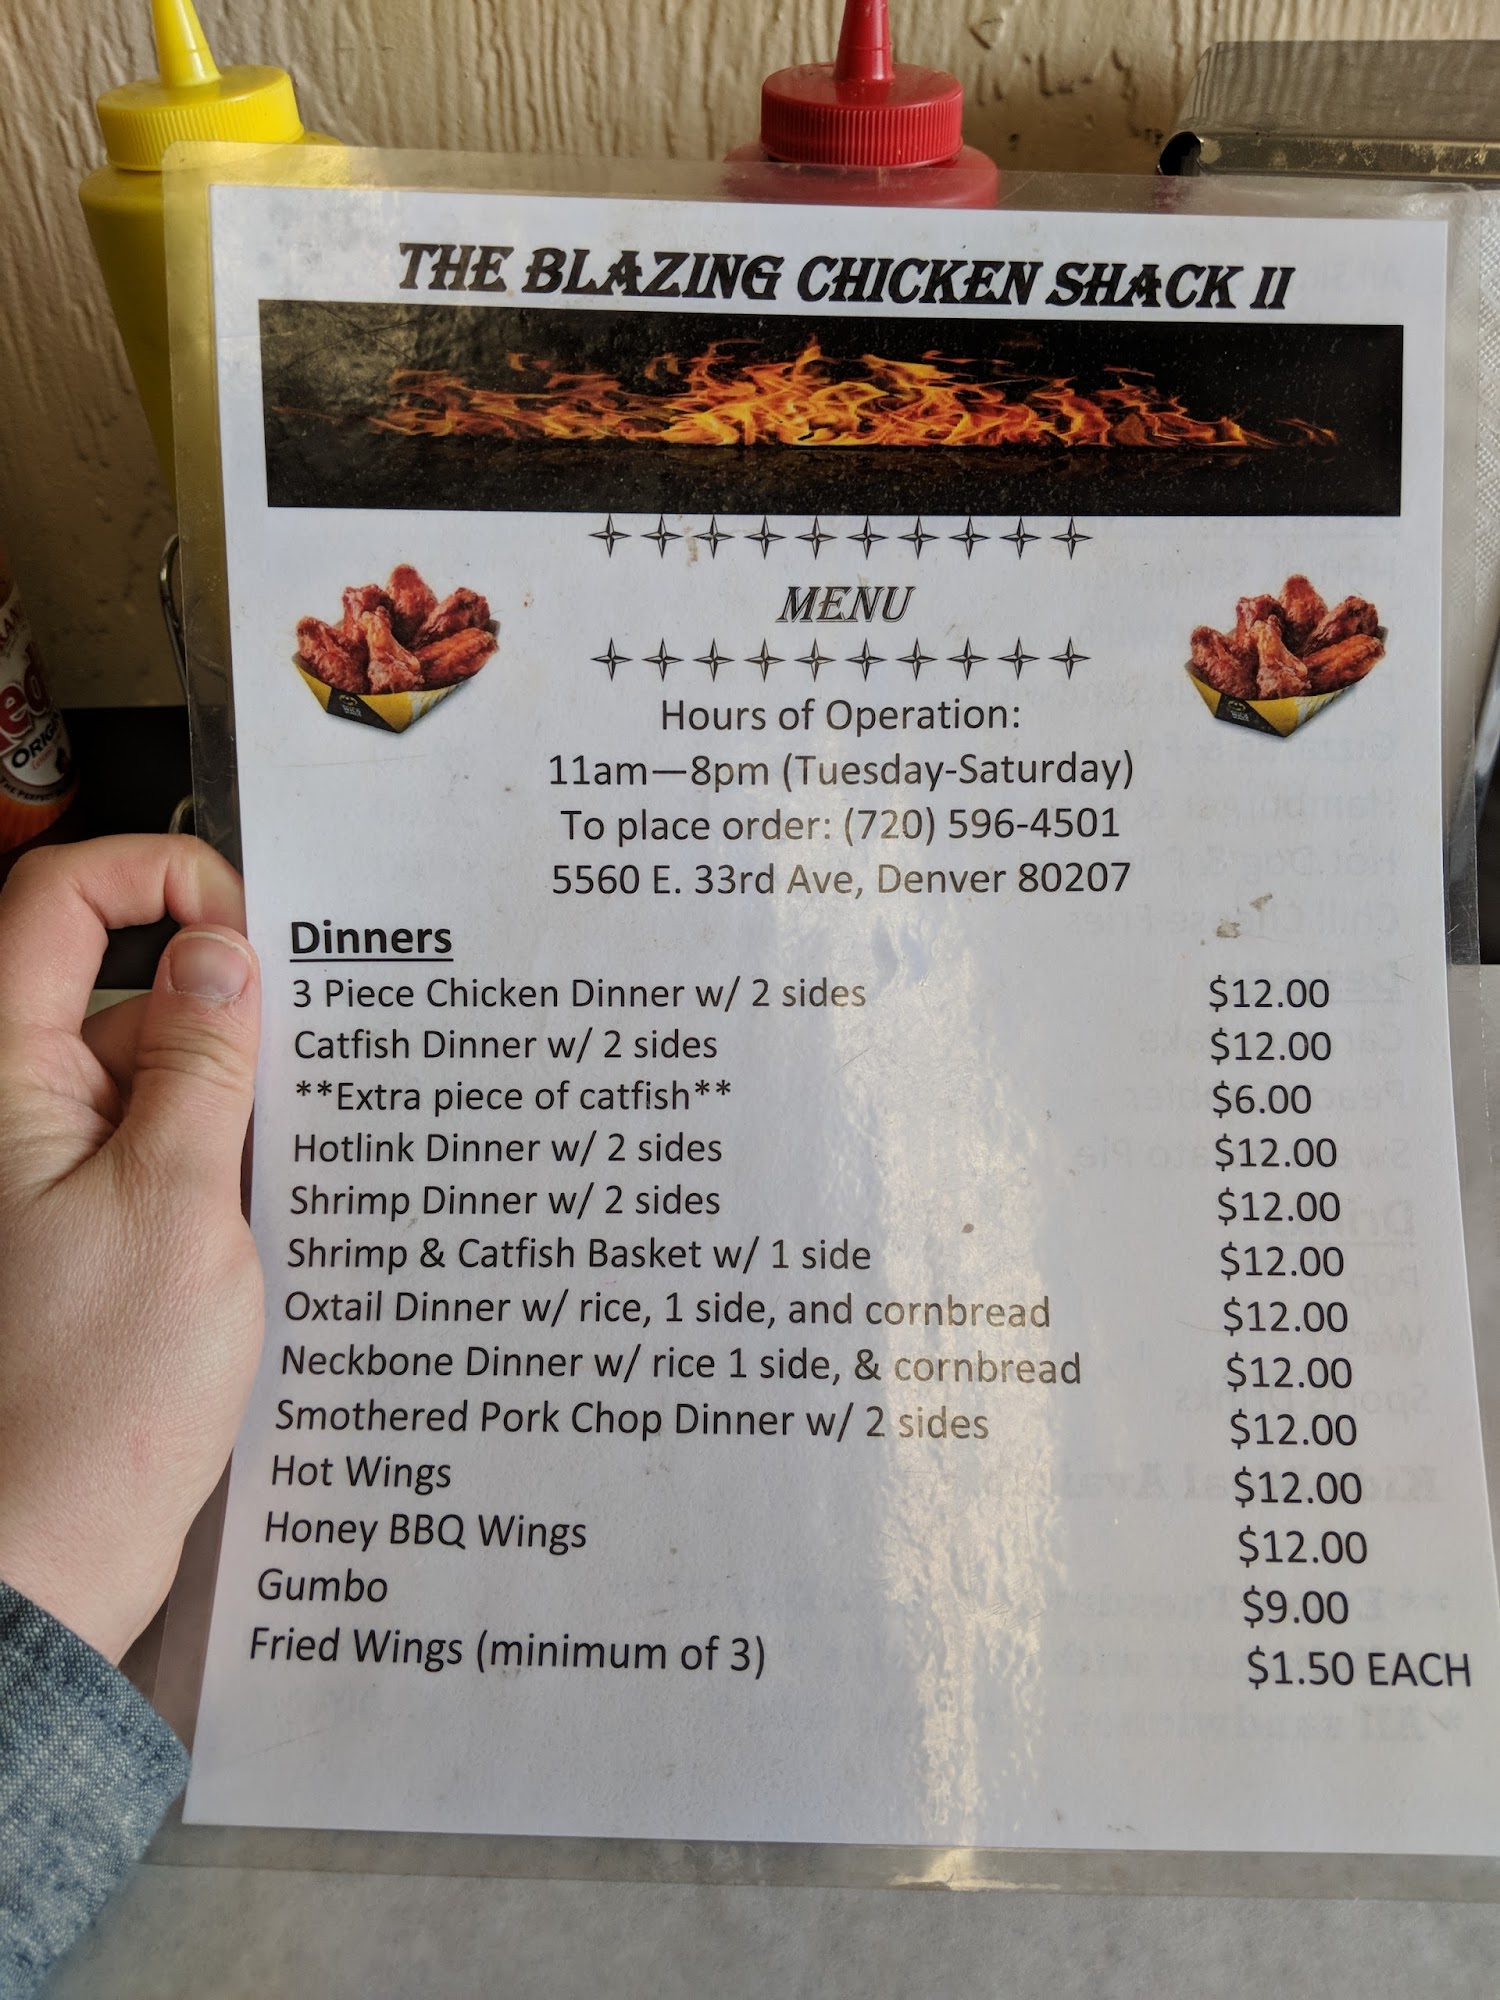 THE BLAZING CHICKEN SHACK II
MENU
Hours of Operation:
11am—8pm (Tuesday-Saturday)
To place order: (720) 596-4501
5560 E. 33rd Ave, Denver 80207
Dinners
3 Piece Chicken Dinner w/ 2 sides $12.00
Catfish Dinner w/ 2 sides $12.00
**Extra piece of catfish** $6.00
Hotlink Dinner w/ 2 sides $12.00
Shrimp Dinner w/ 2 sides $12.00
Shrimp & Catfish Basket w/ 1 side $12.00
Oxtail Dinner w/ rice, 1 side, and cornbread $12.00
Neckbone Dinner w/ rice 1 side, & cornbread $12.00
Smothered Pork Chop Dinner w/ 2 sides $12.00
Hot Wings $12.00
Honey BBQ Wings $12.00
Gumbo $9.00
Fried Wings (minimum of 3) $1.50 EACH